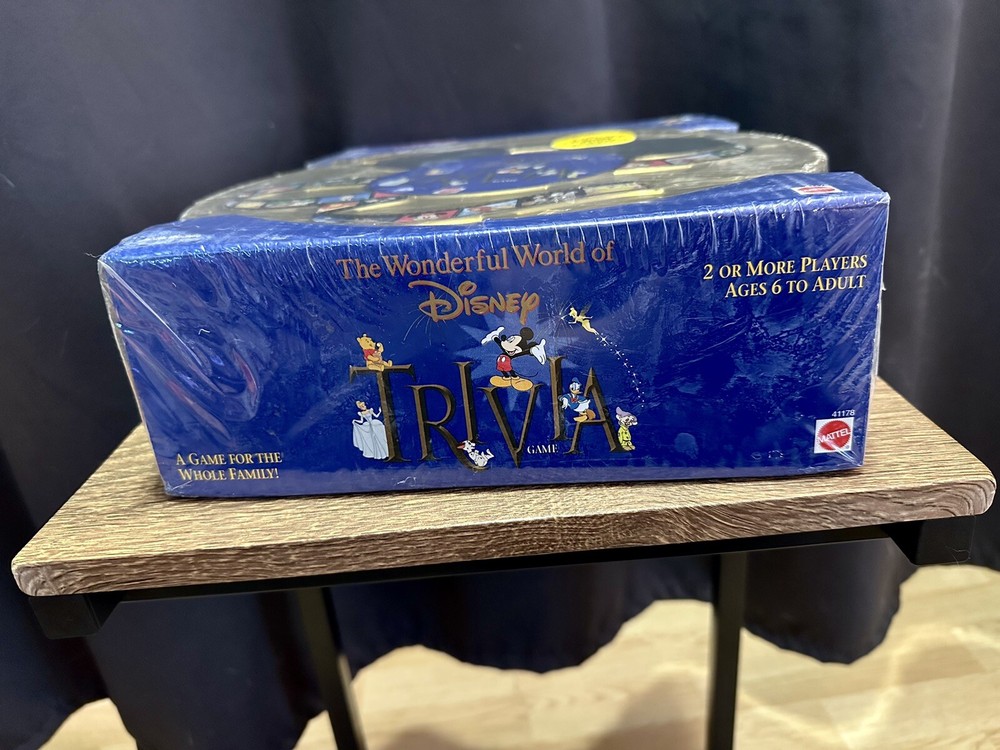 The Wonderful World of
Disney
TRIVIA
GAME
2 OR MORE PLAYERS
AGES 6 TO ADULT
A GAME FOR THE
WHOLE FAMILY!
41178
MATTEL